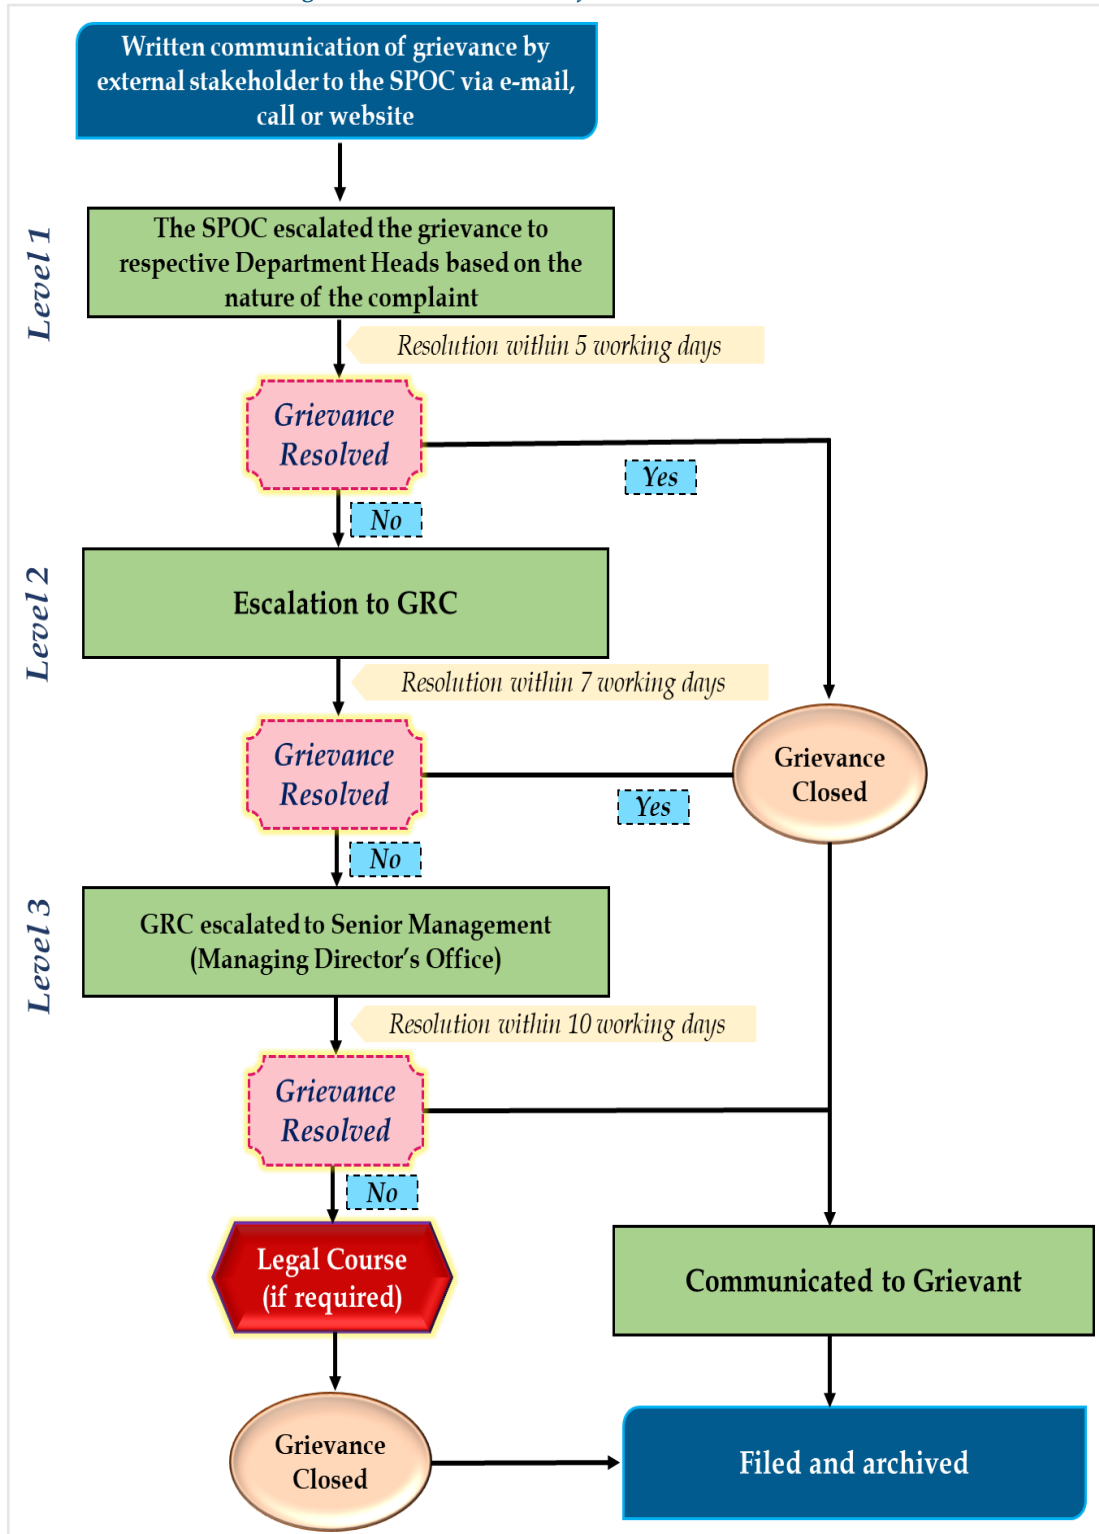 Written communication of grievance by
external stakeholder to the SPOC via e-mail,
call or website
Level 1
The SPOC escalated the grievance to
respective Department Heads based on the
nature of the complaint
Resolution within 5 working days
Grievance
Resolved
Yes
No
Level 2
Escalation to GRC
Resolution within 7 working days
Grievance
Resolved
Yes
Grievance
Closed
No
Level 3
GRC escalated to Senior Management
(Managing Director's Office)
Resolution within 10 working days
Grievance
Resolved
No
Legal Course
(if required)
Communicated to Grievant
Grievance
Closed
Filed and archived